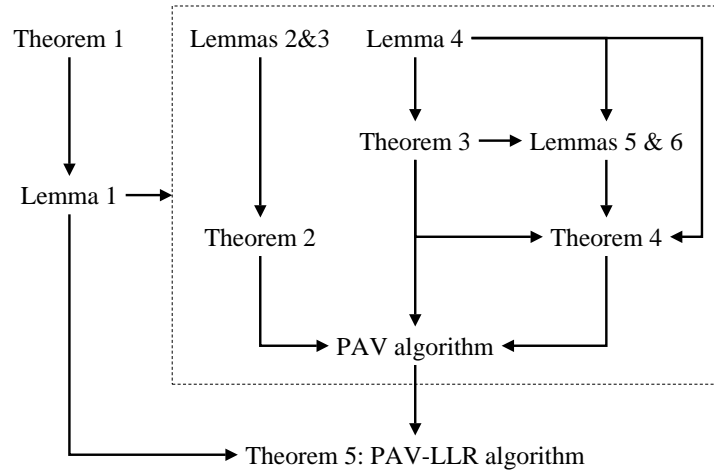 Theorem 1
Lemmas 2&3
Lemma 4
Theorem 3
Lemmas 5 & 6
Lemma 1
Theorem 2
Theorem 4
PAV algorithm
Theorem 5: PAV-LLR algorithm